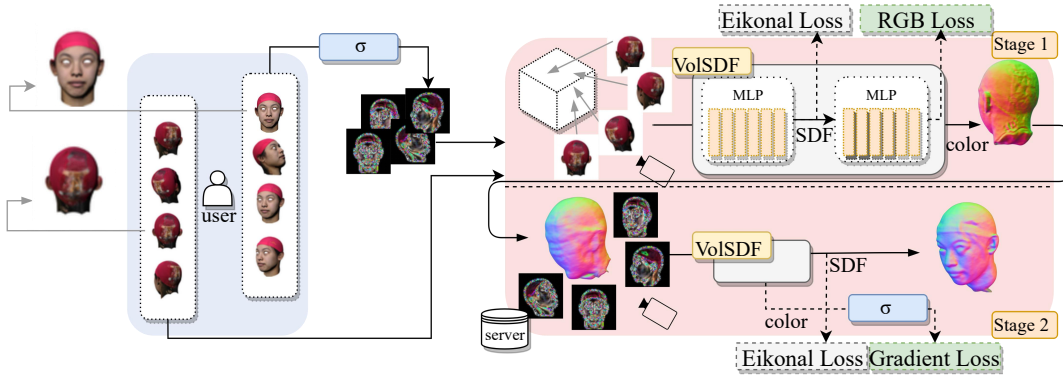 Eikonal Loss
RGB Loss
Stage 1
σ
VolSDF
MLP
MLP
SDF
color
user
VolSDF
SDF
color
σ
server
Stage 2
Eikonal Loss
Gradient Loss